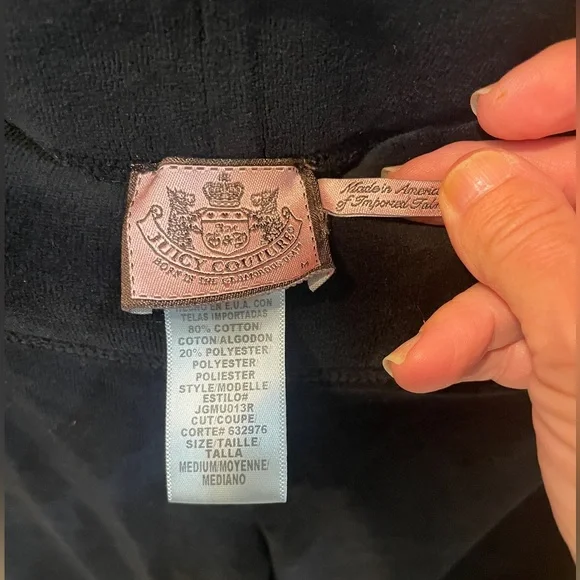 JUICY COUTURE
BORN IN THE GLAMOROUS USA
M
Made in America
of Imported
HECHO EN E.U.A. CON
TELAS IMPORTADAS
80% COTTON/
COTON/ALGODON
20% POLYESTER/
POLYESTER/
POLIESTER
STYLE/MODELLE
ESTILO#
JGMU013R
CUT/COUPE/
CORTE# 632976
SIZE/TAILLE/
TALLA
MEDIUM/MOYENNE/
MEDIANO